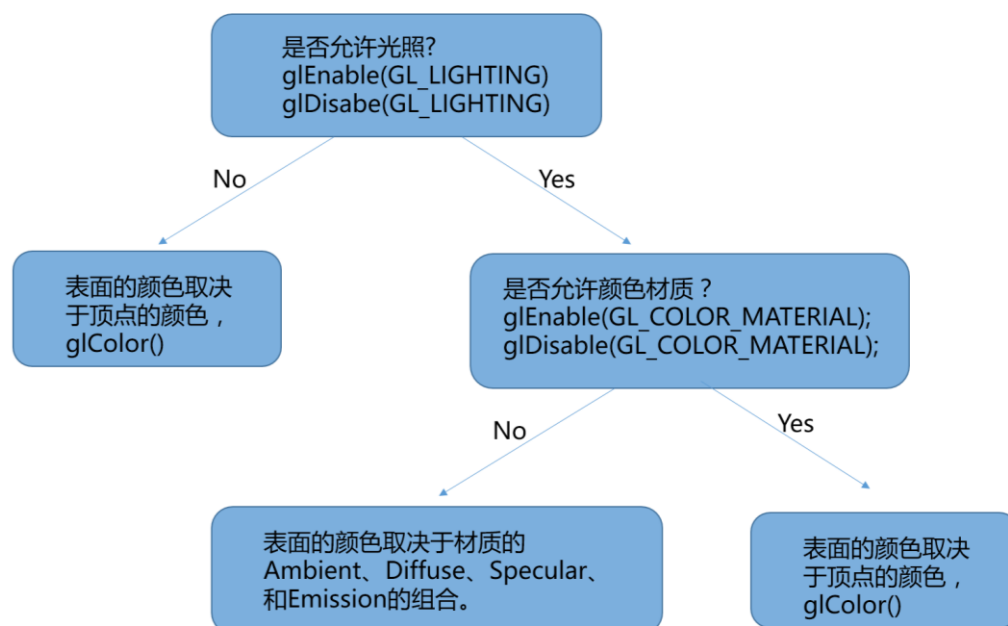 是否允许光照?
glEnable(GL_LIGHTING)
glDisabe(GL_LIGHTING)
No
Yes
表面的颜色取决
于顶点的颜色，
glColor()
是否允许颜色材质？
glEnable(GL_COLOR_MATERIAL);
glDisable(GL_COLOR_MATERIAL);
No
Yes
表面的颜色取决于材质的
Ambient、Diffuse、Specular、
和Emission的组合。
表面的颜色取决
于顶点的颜色，
glColor()